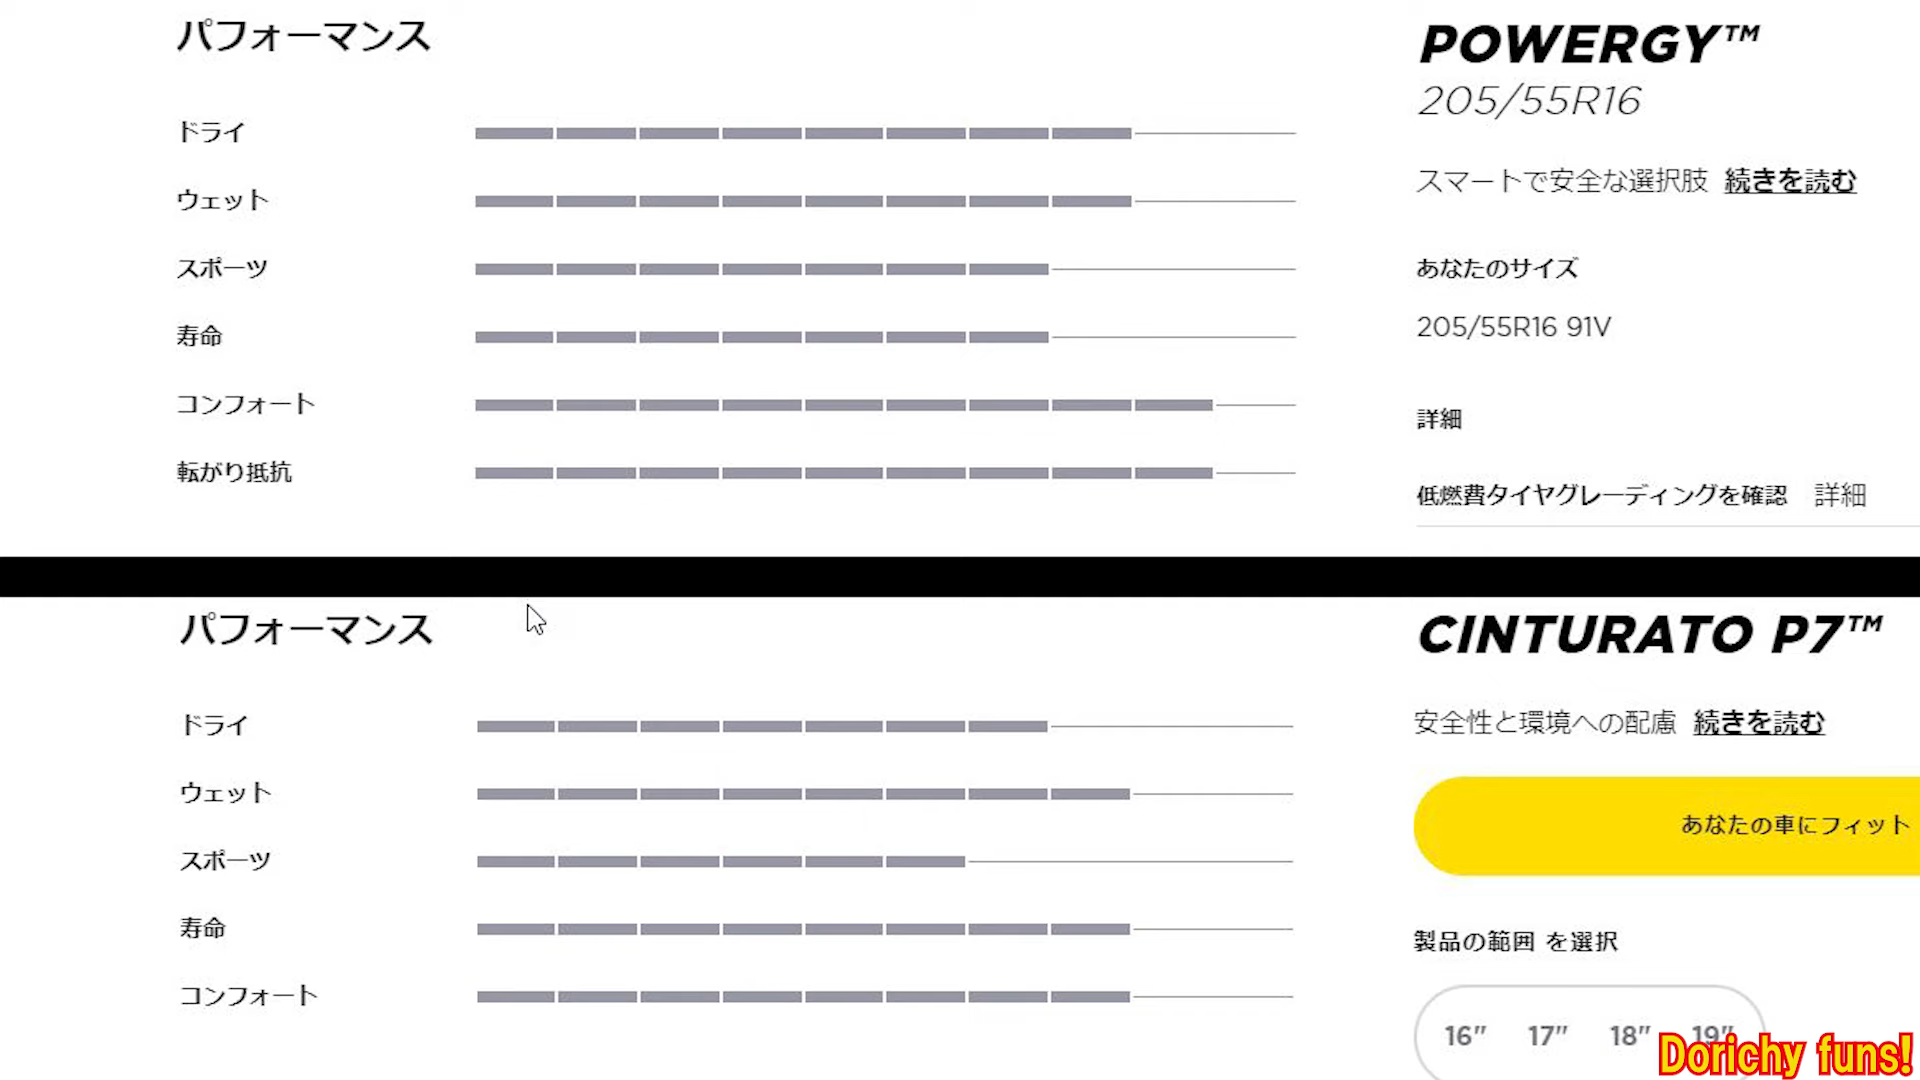 パフォーマンス
ドライ
ウェット
スポーツ
寿命
コンフォート
転がり抵抗
POWERGY™
205/55R16
スマートで安全な選択肢 続きを読む
あなたのサイズ
205/55R16 91V
詳細
低燃費タイヤグレーディングを確認 詳細
パフォーマンス
ドライ
ウェット
スポーツ
寿命
コンフォート
CINTURATO P7™
安全性と環境への配慮 続きを読む
あなたの車にフィット
製品の範囲 を選択
16" 17" 18" 19"
Dorichy funs!